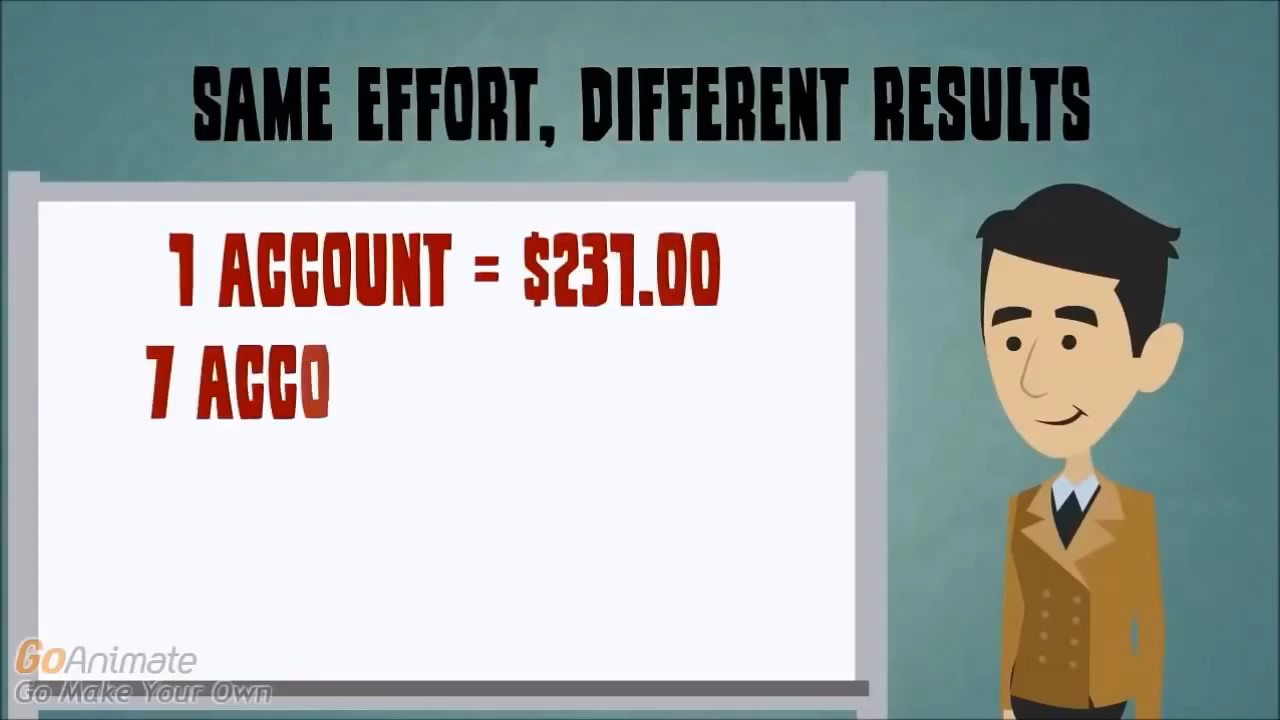 SAME EFFORT, DIFFERENT RESULTS
1 ACCOUNT = $231.00
7 ACCO
GoAnimate
Go Make Your Own